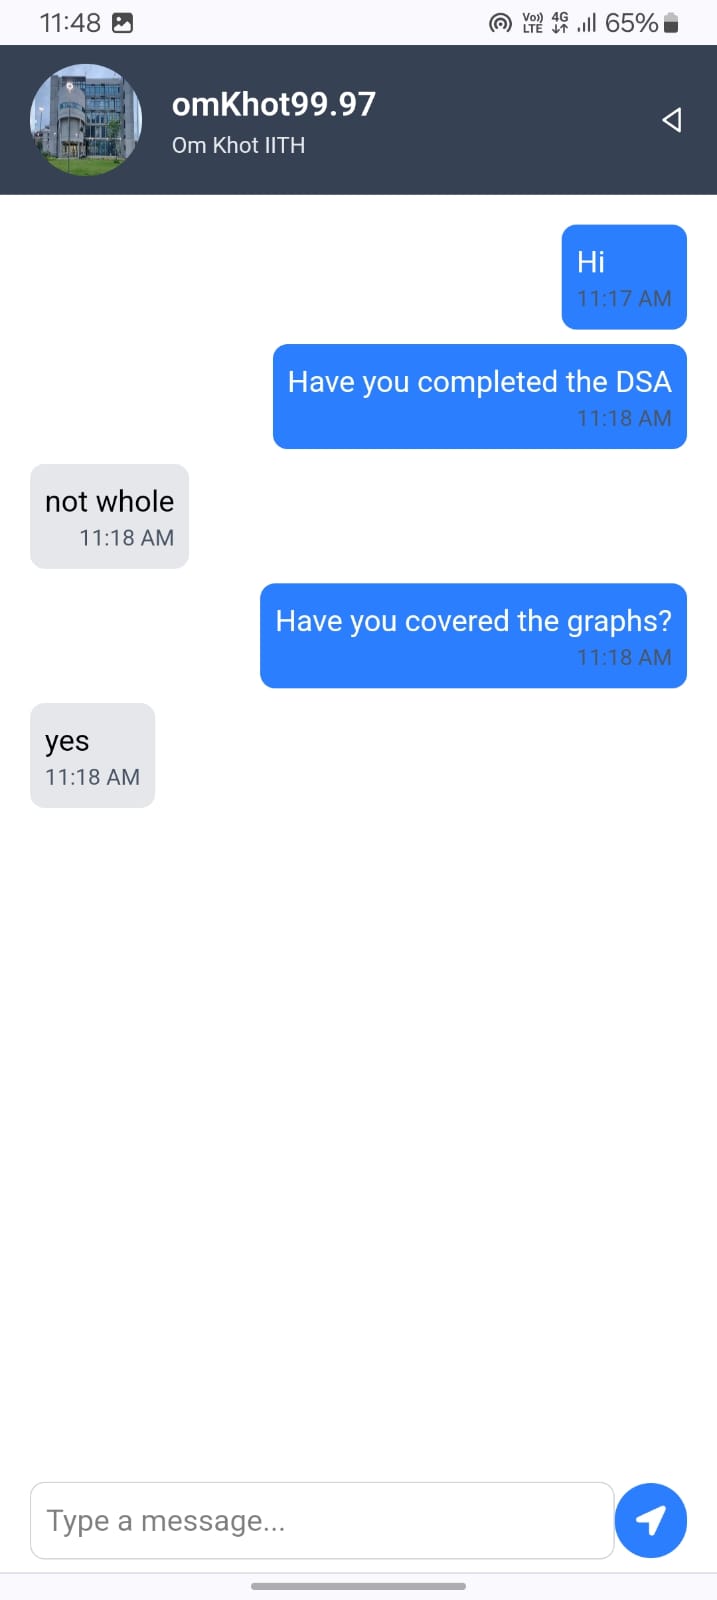 11:48
Vo)) LTE 4G 65%
omKhot99.97
Om Khot IITH
Hi
11:17 AM
Have you completed the DSA
11:18 AM
not whole
11:18 AM
Have you covered the graphs?
11:18 AM
yes
11:18 AM
Type a message...